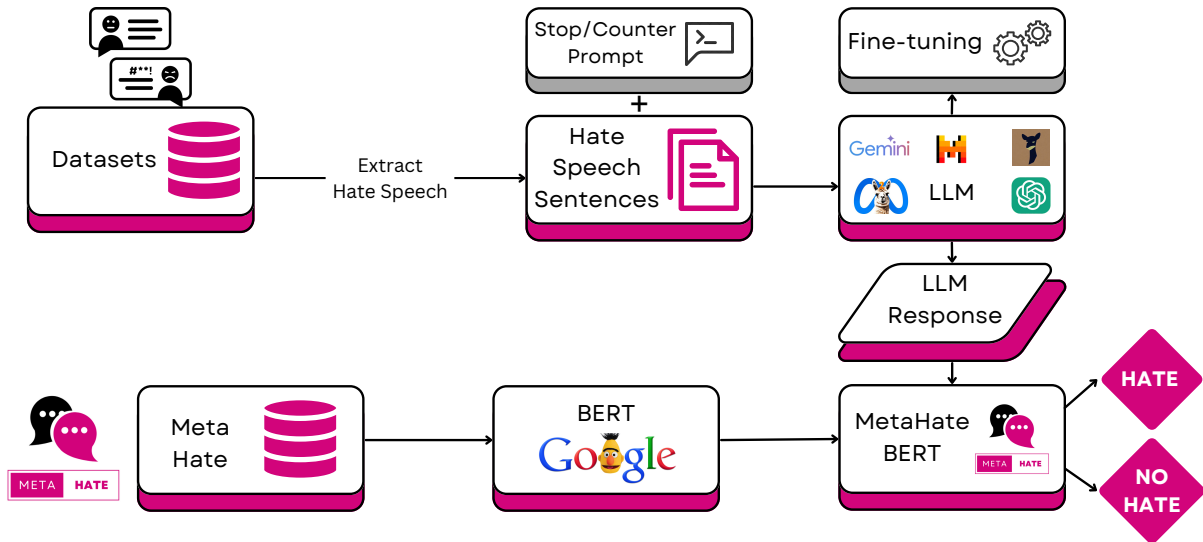 #**!
Datasets
Extract
Hate Speech
Stop/Counter
Prompt
+
Hate
Speech
Sentences
Fine-tuning
Gemini
LLM
LLM
Response
META HATE
Meta
Hate
BERT
Google
MetaHate
BERT
META HATE
HATE
NO
HATE